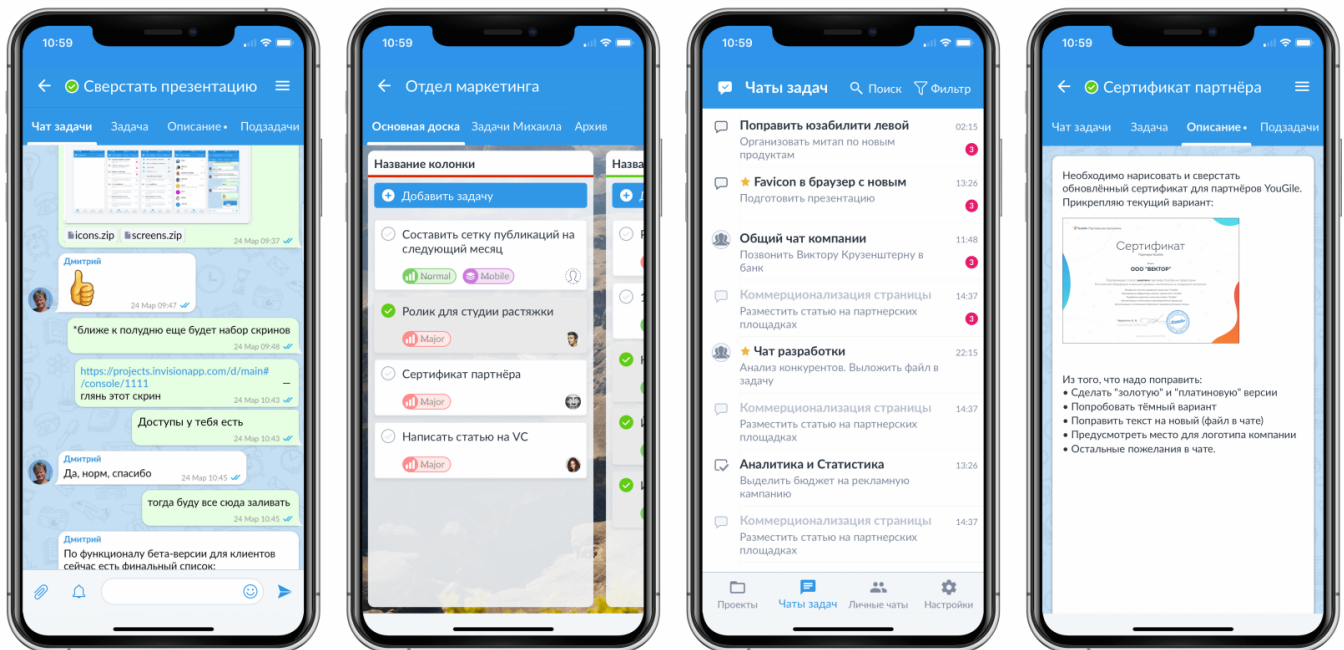 10:59
Сверстать презентацию
Чат задачи Задача Описание• Подзадачи
icons.zip screens.zip
24 Мар 09:37
Дмитрий
24 Мар 09:47
*ближе к полудню еще будет набор скринов
24 Мар 09:48
https://projects.invisionapp.com/d/main#
/console/1111
глянь этот скрин
24 Мар 10:43
Доступы у тебя есть
24 Мар 10:43
Дмитрий
Да, норм, спасибо
24 Мар 10:45
тогда буду все сюда заливать
24 Мар 10:45
Дмитрий
По функционалу бета-версии для клиентов
сейчас есть финальный список:
10:59
Отдел маркетинга
Основная доска Задачи Михаила Архив
Название колонки
Назва
Добавить задачу
Составить сетку публикаций на
следующий месяц
Normal Mobile
Ролик для студии растяжки
Major
Сертификат партнёра
Major
Написать статью на VC
Major
10:59
Чаты задач Поиск Фильтр
Поправить юзабилити левой 02:15
Организовать митап по новым
продуктам
3
Favicon в браузер с новым 13:26
Подготовить презентацию
3
Общий чат компании 11:48
Позвонить Виктору Крузенштерну в
банк
3
Коммерционализация страницы 14:37
Разместить статью на партнерских
площадках
3
Чат разработки 22:15
Анализ конкурентов. Выложить файл в
задачу
Коммерционализация страницы 14:37
Разместить статью на партнерских
площадках
Аналитика и Статистика 13:26
Выделить бюджет на рекламную
кампанию
Коммерционализация страницы 14:37
Разместить статью на партнерских
площадках
Проекты Чаты задач Личные чаты Настройки
10:59
Сертификат партнёра
Чат задачи Задача Описание• Подзадачи
Необходимо нарисовать и сверстать
обновлённый сертификат для партнёров YouGile.
Прикрепляю текущий вариант:
Сертификат
ООО "ВЕКТОР"
Из того, что надо поправить:
• Сделать "золотую" и "платиновую" версии
• Попробовать тёмный вариант
• Поправить текст на новый (файл в чате)
• Предусмотреть место для логотипа компании
• Остальные пожелания в чате.